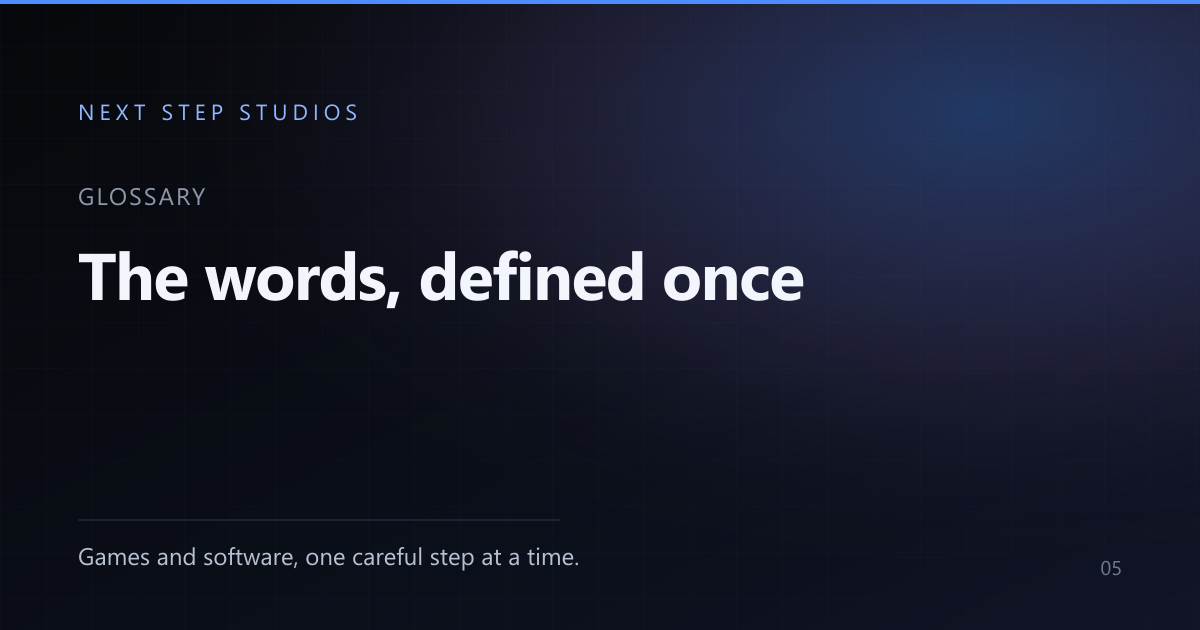 NEXT STEP STUDIOS
GLOSSARY
The words, defined once
Games and software, one careful step at a time.
05